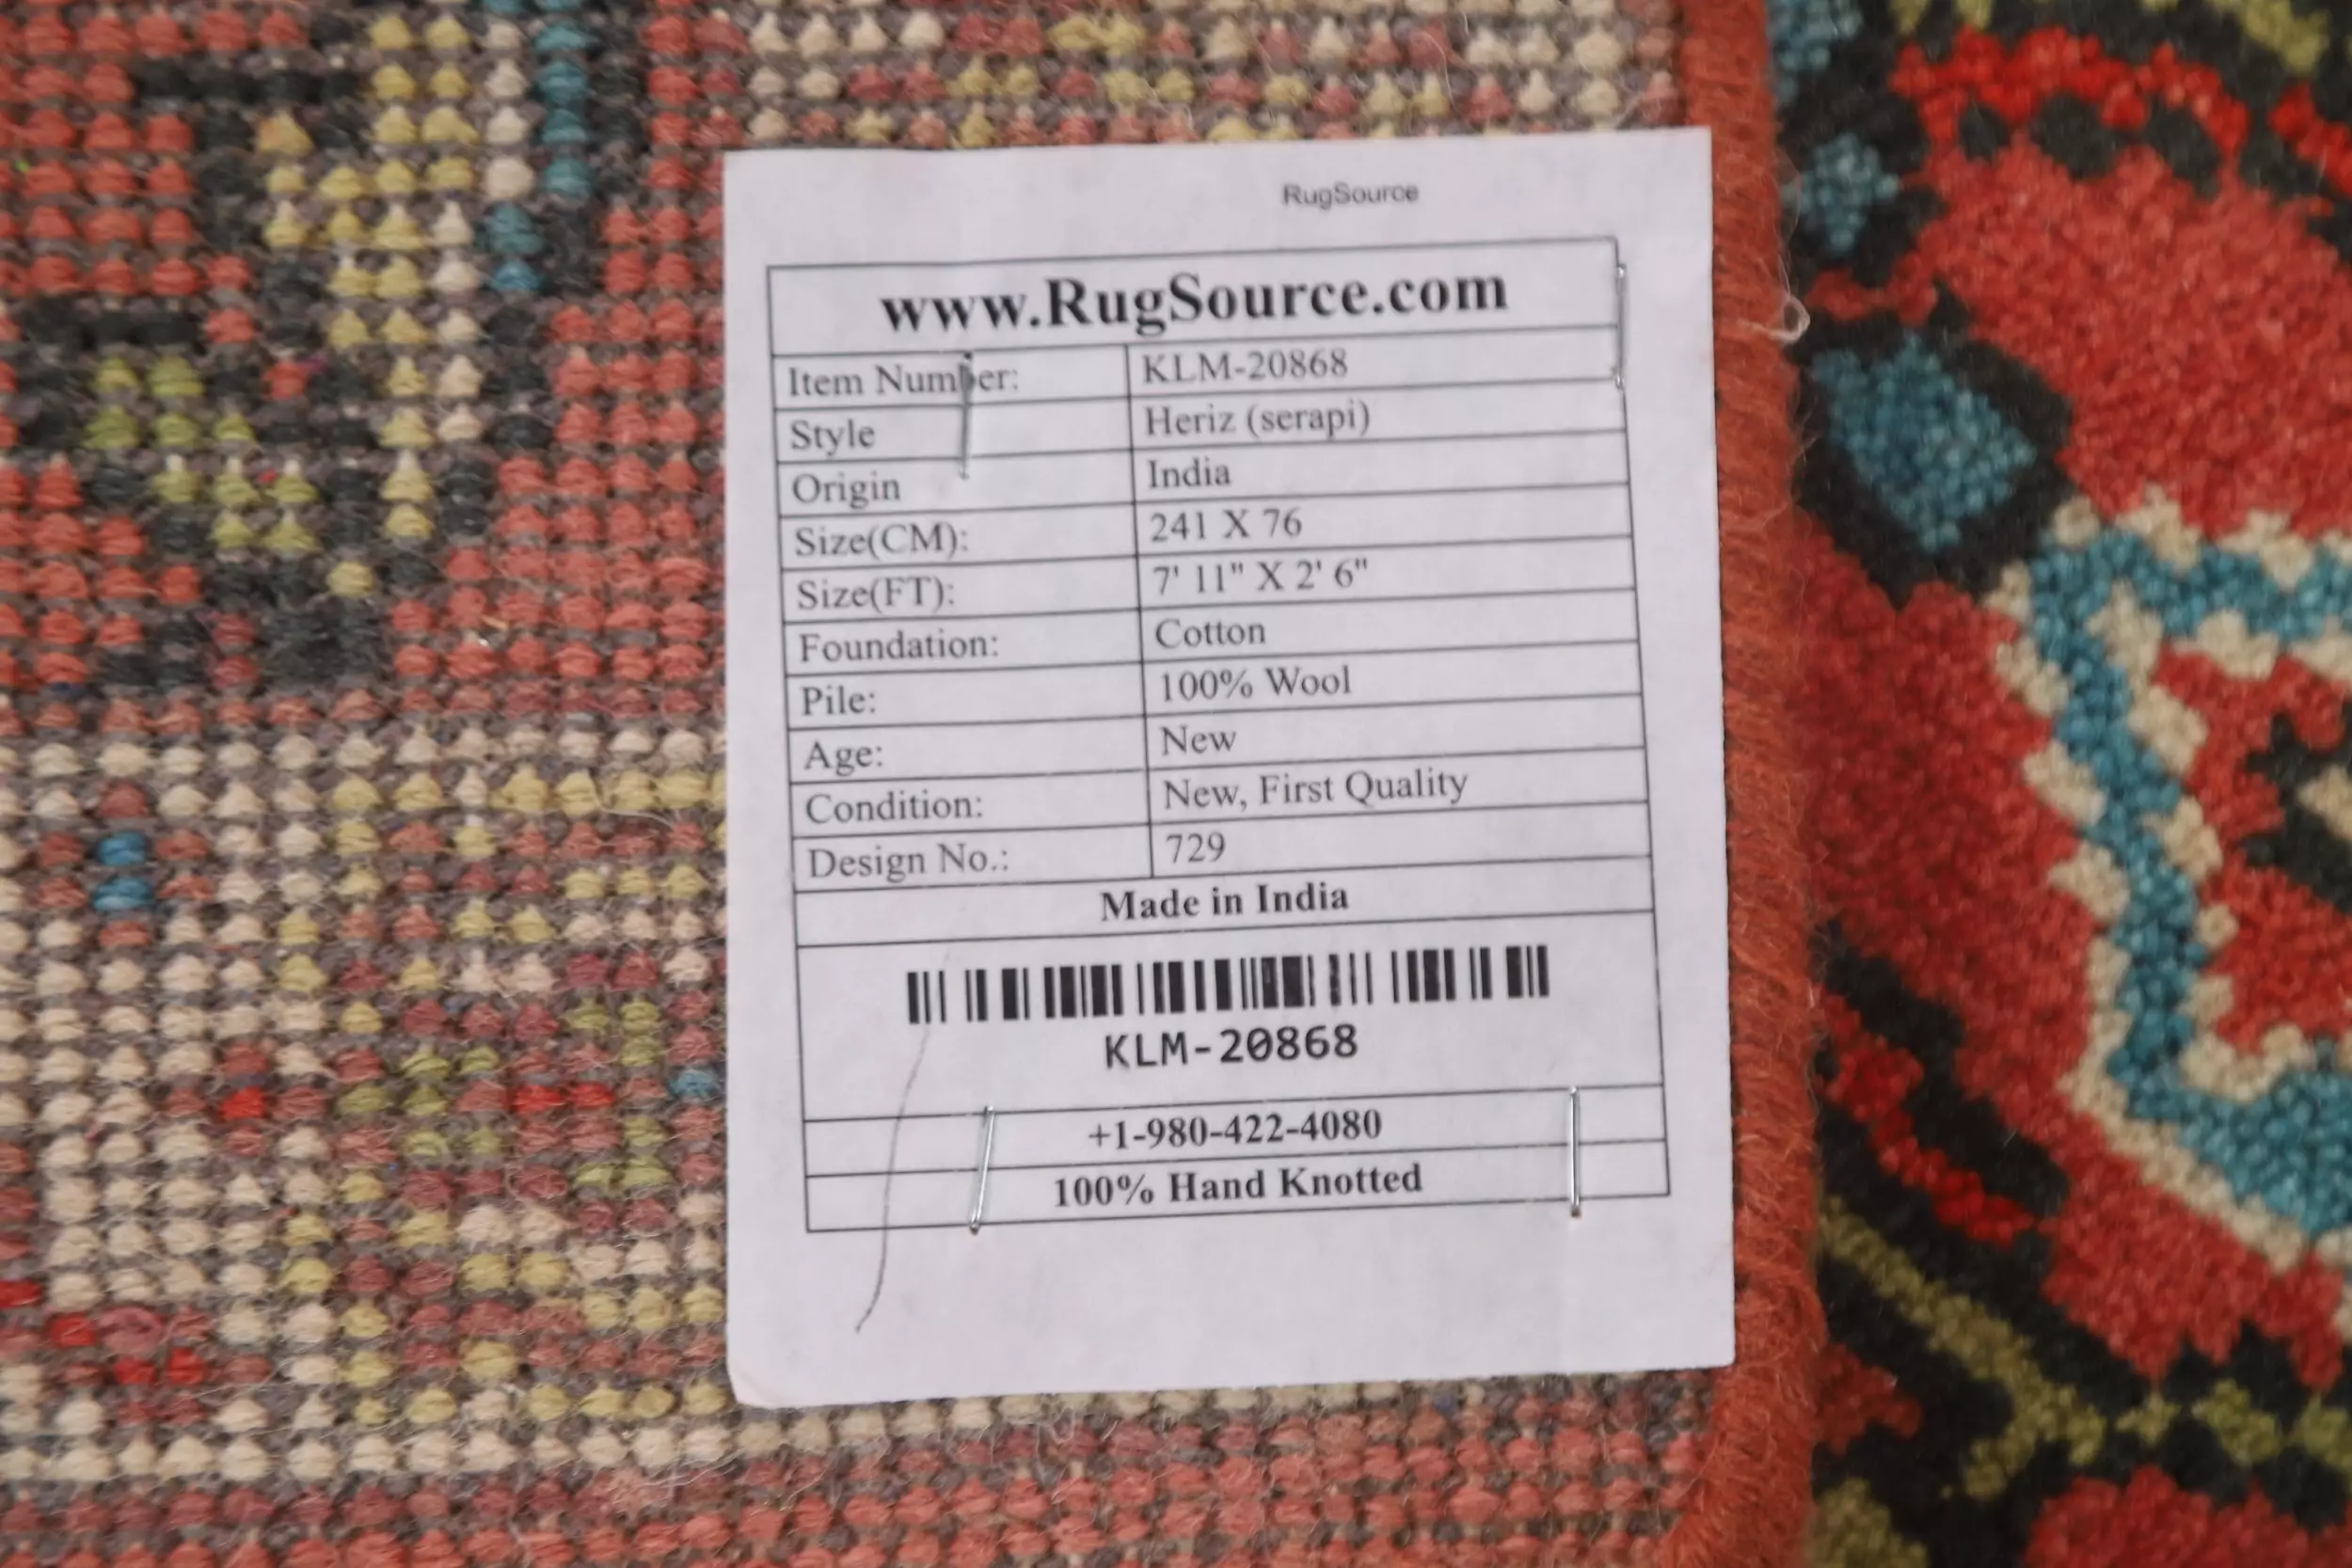 RugSource
www.RugSource.com
Item Number: KLM-20868
Style Heriz (serapi)
Origin India
Size(CM): 241 X 76
Size(FT): 7' 11" X 2' 6"
Foundation: Cotton
Pile: 100% Wool
Age: New
Condition: New, First Quality
Design No.: 729
Made in India
KLM-20868
+1-980-422-4080
100% Hand Knotted